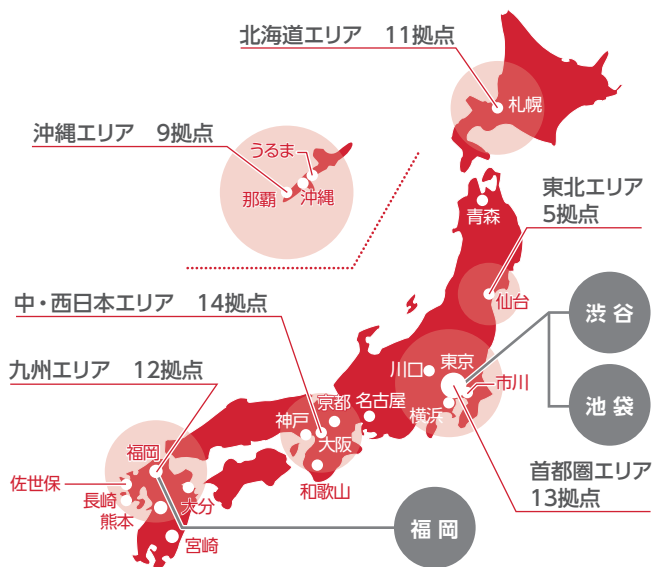 北海道エリア　11拠点
札幌
沖縄エリア　9拠点
うるま
那覇
沖縄
東北エリア
5拠点
青森
仙台
中・西日本エリア　14拠点
渋谷
九州エリア　12拠点
川口
東京
市川
京都
名古屋
横浜
池袋
神戸
大阪
福岡
和歌山
首都圏エリア
13拠点
佐世保
長崎
大分
熊本
宮崎
福岡